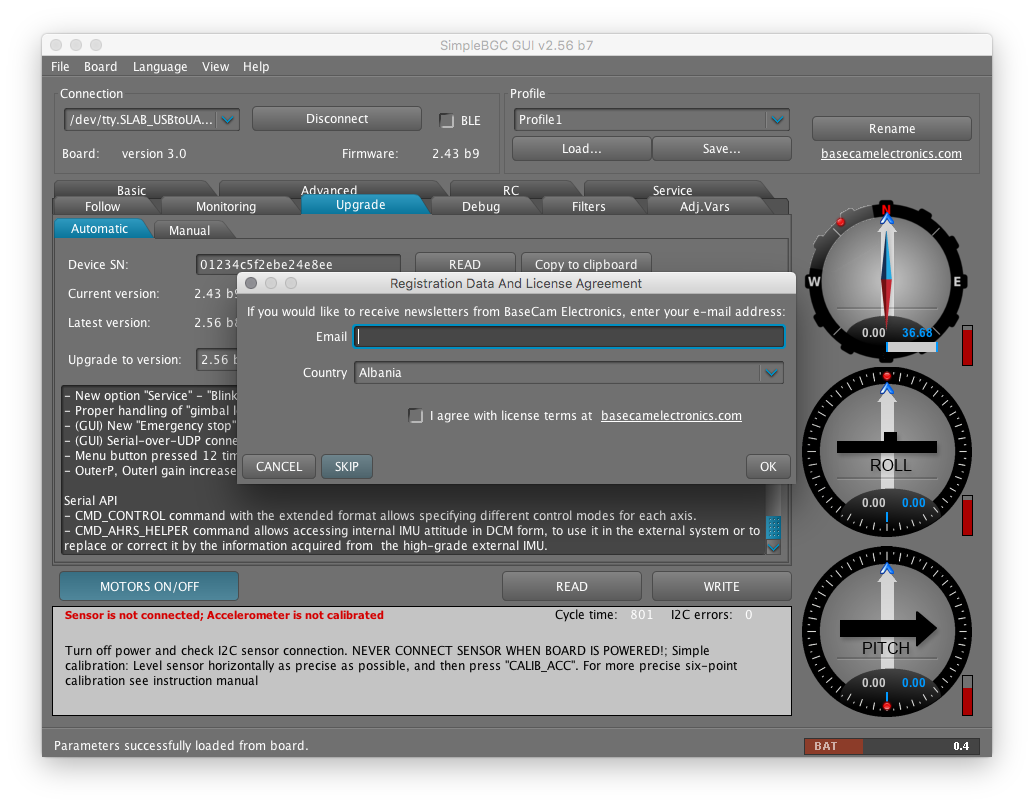 SimpleBGC GUI v2.56 b7
File Board Language View Help
Connection
/dev/tty.SLAB_USBtoUA...
Disconnect
BLE
Board: version 3.0 Firmware: 2.43 b9
Profile
Profile1
Rename
Load... Save...
basecamelectronics.com
Basic Advanced RC Service
Follow Monitoring Upgrade Debug Filters Adj.Vars
Automatic Manual
Device SN: 01234c5f2ebe24e8ee READ Copy to clipboard
Current version: 2.43 b9
Latest version: 2.56 b8
Upgrade to version: 2.56 b
Registration Data And License Agreement
If you would like to receive newsletters from BaseCam Electronics, enter your e-mail address:
Email
Country Albania
I agree with license terms at basecamelectronics.com
CANCEL SKIP OK
- New option "Service" - "Blink
- Proper handling of "gimbal l
- (GUI) New "Emergency stop"
- (GUI) Serial-over-UDP conne
- Menu button pressed 12 tim
- OuterP, OuterI gain increase
Serial API
- CMD_CONTROL command with the extended format allows specifying different control modes for each axis.
- CMD_AHRS_HELPER command allows accessing internal IMU attitude in DCM form, to use it in the external system or to
replace or correct it by the information acquired from the high-grade external IMU.
MOTORS ON/OFF READ WRITE
Sensor is not connected; Accelerometer is not calibrated Cycle time: 801 I2C errors: 0
Turn off power and check I2C sensor connection. NEVER CONNECT SENSOR WHEN BOARD IS POWERED!; Simple
calibration: Level sensor horizontally as precise as possible, and then press "CALIB_ACC". For more precise six-point
calibration see instruction manual
N
W E
0.00 36.68
ROLL
0.00 0.00
PITCH
0.00 0.00
Parameters successfully loaded from board.
BAT 0.4